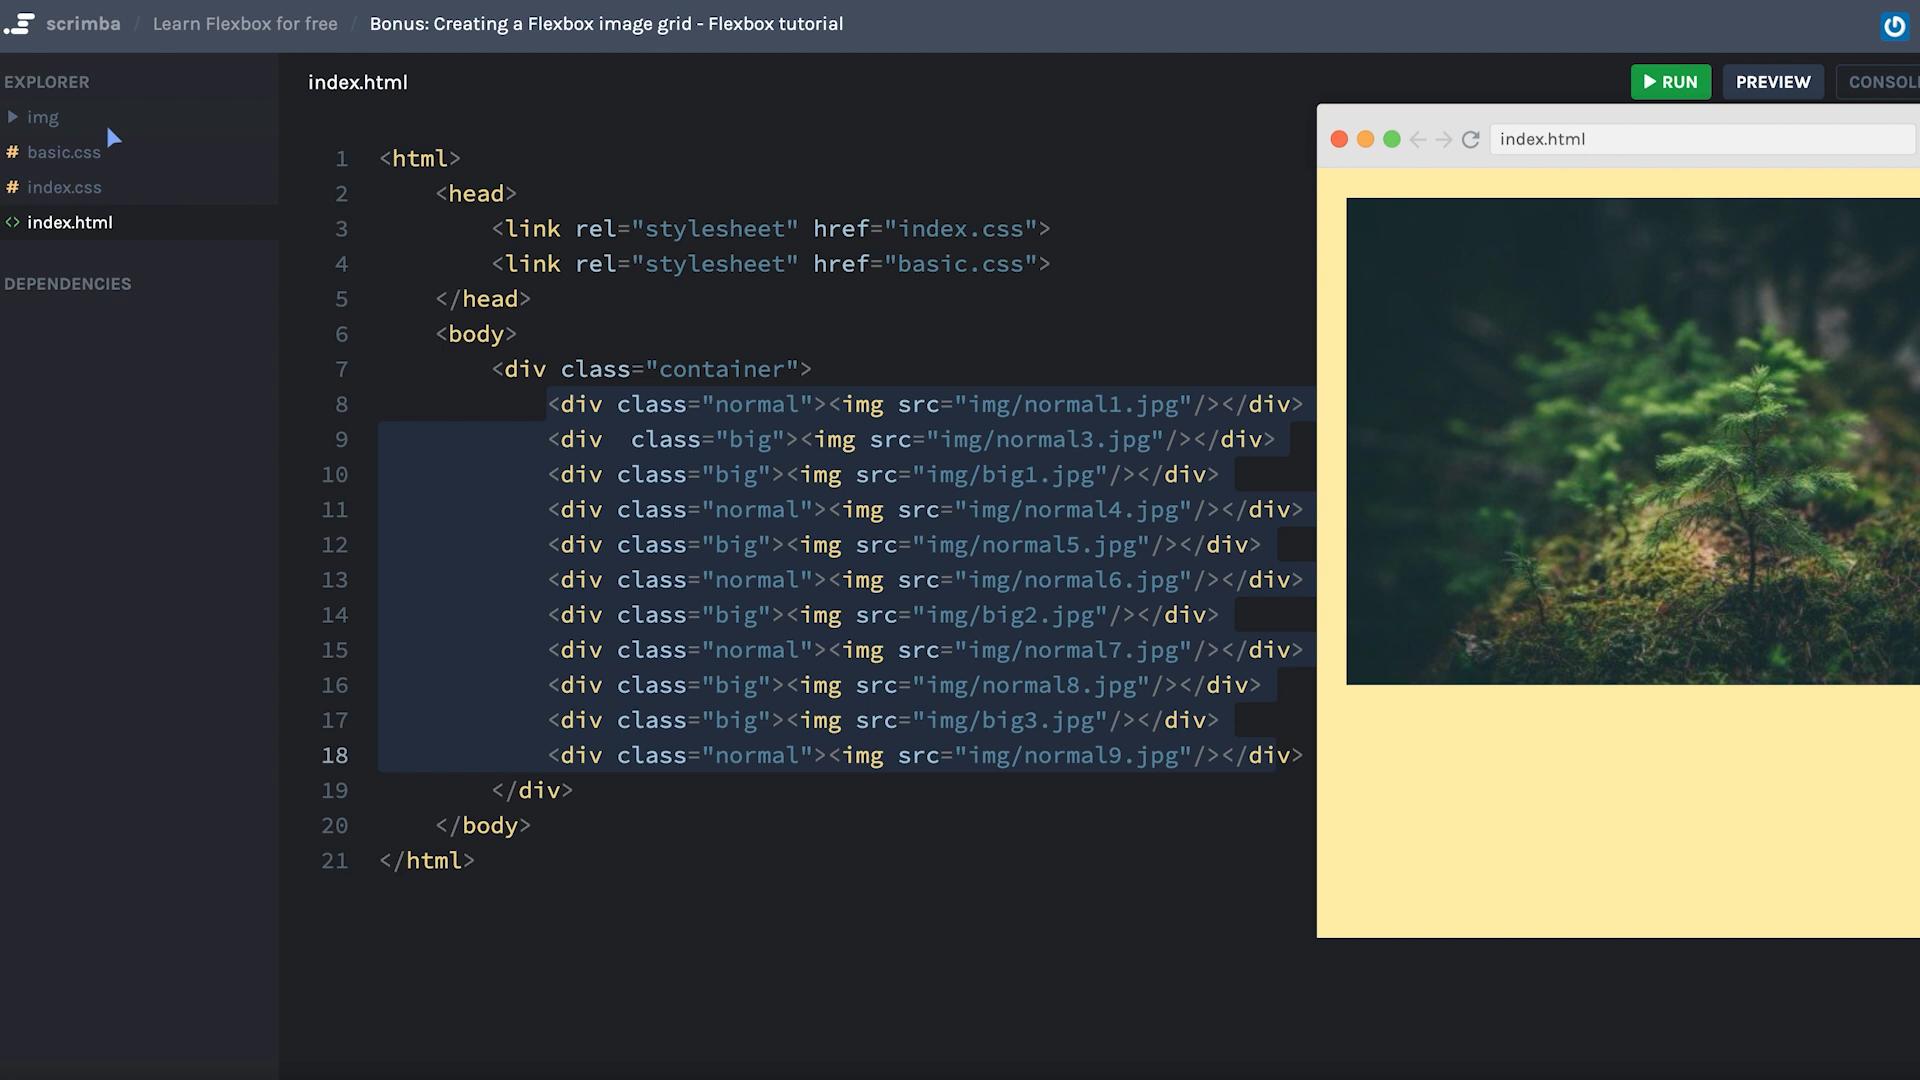 scrimba / Learn Flexbox for free / Bonus: Creating a Flexbox image grid - Flexbox tutorial
EXPLORER
img
# basic.css
# index.css
<> index.html
DEPENDENCIES
index.html
RUN
PREVIEW
CONSOL
index.html
1 <html>
2 <head>
3 <link rel="stylesheet" href="index.css">
4 <link rel="stylesheet" href="basic.css">
5 </head>
6 <body>
7 <div class="container">
8 <div class="normal"><img src="img/normal1.jpg"/></div>
9 <div  class="big"><img src="img/normal3.jpg"/></div>
10 <div class="big"><img src="img/big1.jpg"/></div>
11 <div class="normal"><img src="img/normal4.jpg"/></div>
12 <div class="big"><img src="img/normal5.jpg"/></div>
13 <div class="normal"><img src="img/normal6.jpg"/></div>
14 <div class="big"><img src="img/big2.jpg"/></div>
15 <div class="normal"><img src="img/normal7.jpg"/></div>
16 <div class="big"><img src="img/normal8.jpg"/></div>
17 <div class="big"><img src="img/big3.jpg"/></div>
18 <div class="normal"><img src="img/normal9.jpg"/></div>
19 </div>
20 </body>
21 </html>